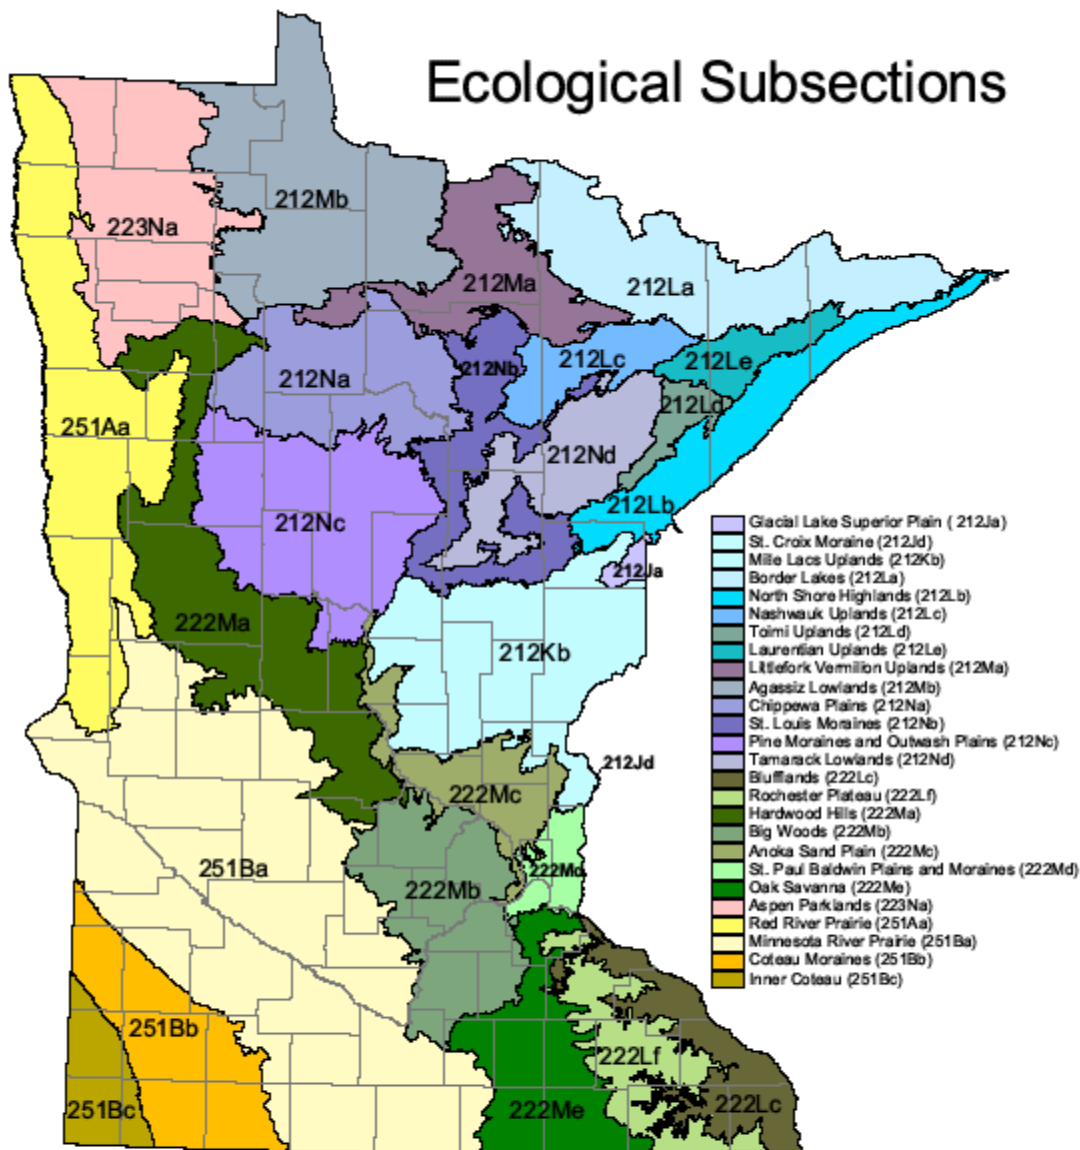 Ecological Subsections
212Mb
223Na
212Ma
212La
212Lc
212Le
212Nb
212Na
212Ld
251Aa
212Nd
212Lb
212Nc
212Ja
222Ma
212Kb
212Jd
222Mc
251Ba
222Md
222Mb
251Bb
222Lf
251Bc
222Me
222Lc
Glacial Lake Superior Plain ( 212Ja)
St. Croix Moraine (212Jd)
Mille Lacs Uplands (212Kb)
Border Lakes (212La)
North Shore Highlands (212Lb)
Nashwauk Uplands (212Lc)
Toimi Uplands (212Ld)
Laurentian Uplands (212Le)
Littlefork Vermilion Uplands (212Ma)
Agassiz Lowlands (212Mb)
Chippewa Plains (212Na)
St. Louis Moraines (212Nb)
Pine Moraines and Outwash Plains (212Nc)
Tamarack Lowlands (212Nd)
Blufflands (222Lc)
Rochester Plateau (222Lf)
Hardwood Hills (222Ma)
Big Woods (222Mb)
Anoka Sand Plain (222Mc)
St. Paul Baldwin Plains and Moraines (222Md)
Oak Savanna (222Me)
Aspen Parklands (223Na)
Red River Prairie (251Aa)
Minnesota River Prairie (251Ba)
Coteau Moraines (251Bb)
Inner Coteau (251Bc)